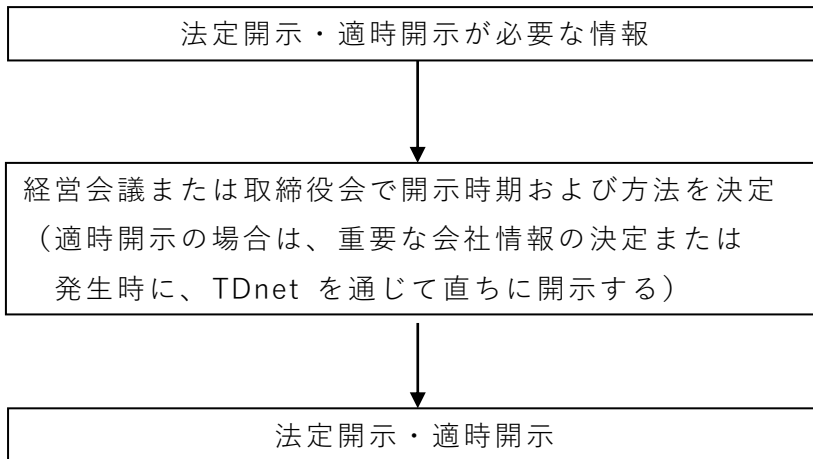 法定開示・適時開示が必要な情報
経営会議または取締役会で開示時期および方法を決定
（適時開示の場合は、重要な会社情報の決定または
発生時に、TDnet を通じて直ちに開示する）
法定開示・適時開示